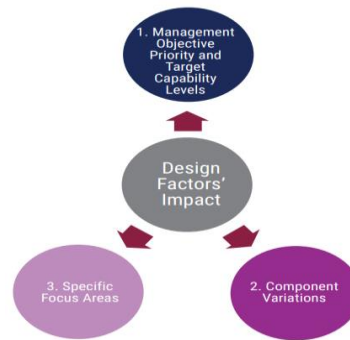 1. Management
Objective
Priority and
Target
Capability
Levels
Design
Factors’
Impact
3. Specific
Focus Areas
2. Component
Variations